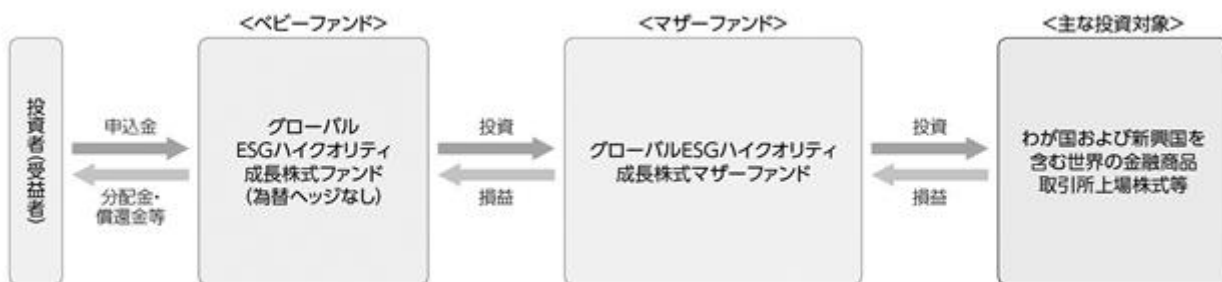 <ベビーファンド>
<マザーファンド>
<主な投資対象>
投資者(受益者)
申込金
分配金・
償還金等
グローバル
ESGハイクオリティ
成長株式ファンド
(為替ヘッジなし)
投資
損益
グローバルESGハイクオリティ
成長株式マザーファンド
投資
損益
わが国および新興国を
含む世界の金融商品
取引所上場株式等